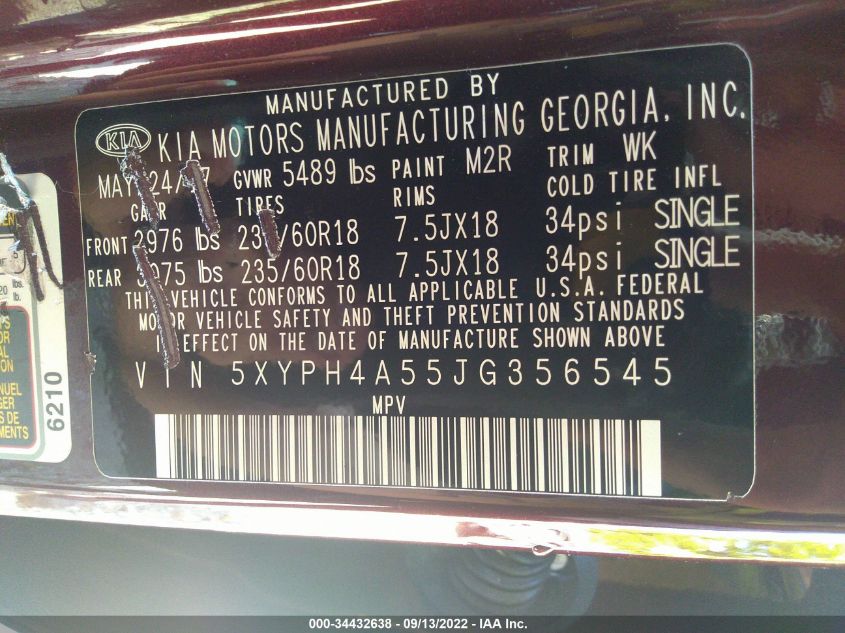 MANUFACTURED BY
KIA KIA MOTORS MANUFACTURING GEORGIA, INC.
GVWR 5489 lbs PAINT M2R TRIM WK
TIRES RIMS COLD TIRE INFL
FRONT 7.5JX18 34psi SINGLE
REAR lbs 235/60R18 7.5JX18 34psi SINGLE
THIS VEHICLE CONFORMS TO ALL APPLICABLE U.S.A. FEDERAL
MOTOR VEHICLE SAFETY AND THEFT PREVENTION STANDARDS
IN EFFECT ON THE DATE OF MANUFACTURE SHOWN ABOVE
VIN 5XYPH4A55JG356545
MPV
6210
000-34432638 - 09/13/2022 - IAA Inc.